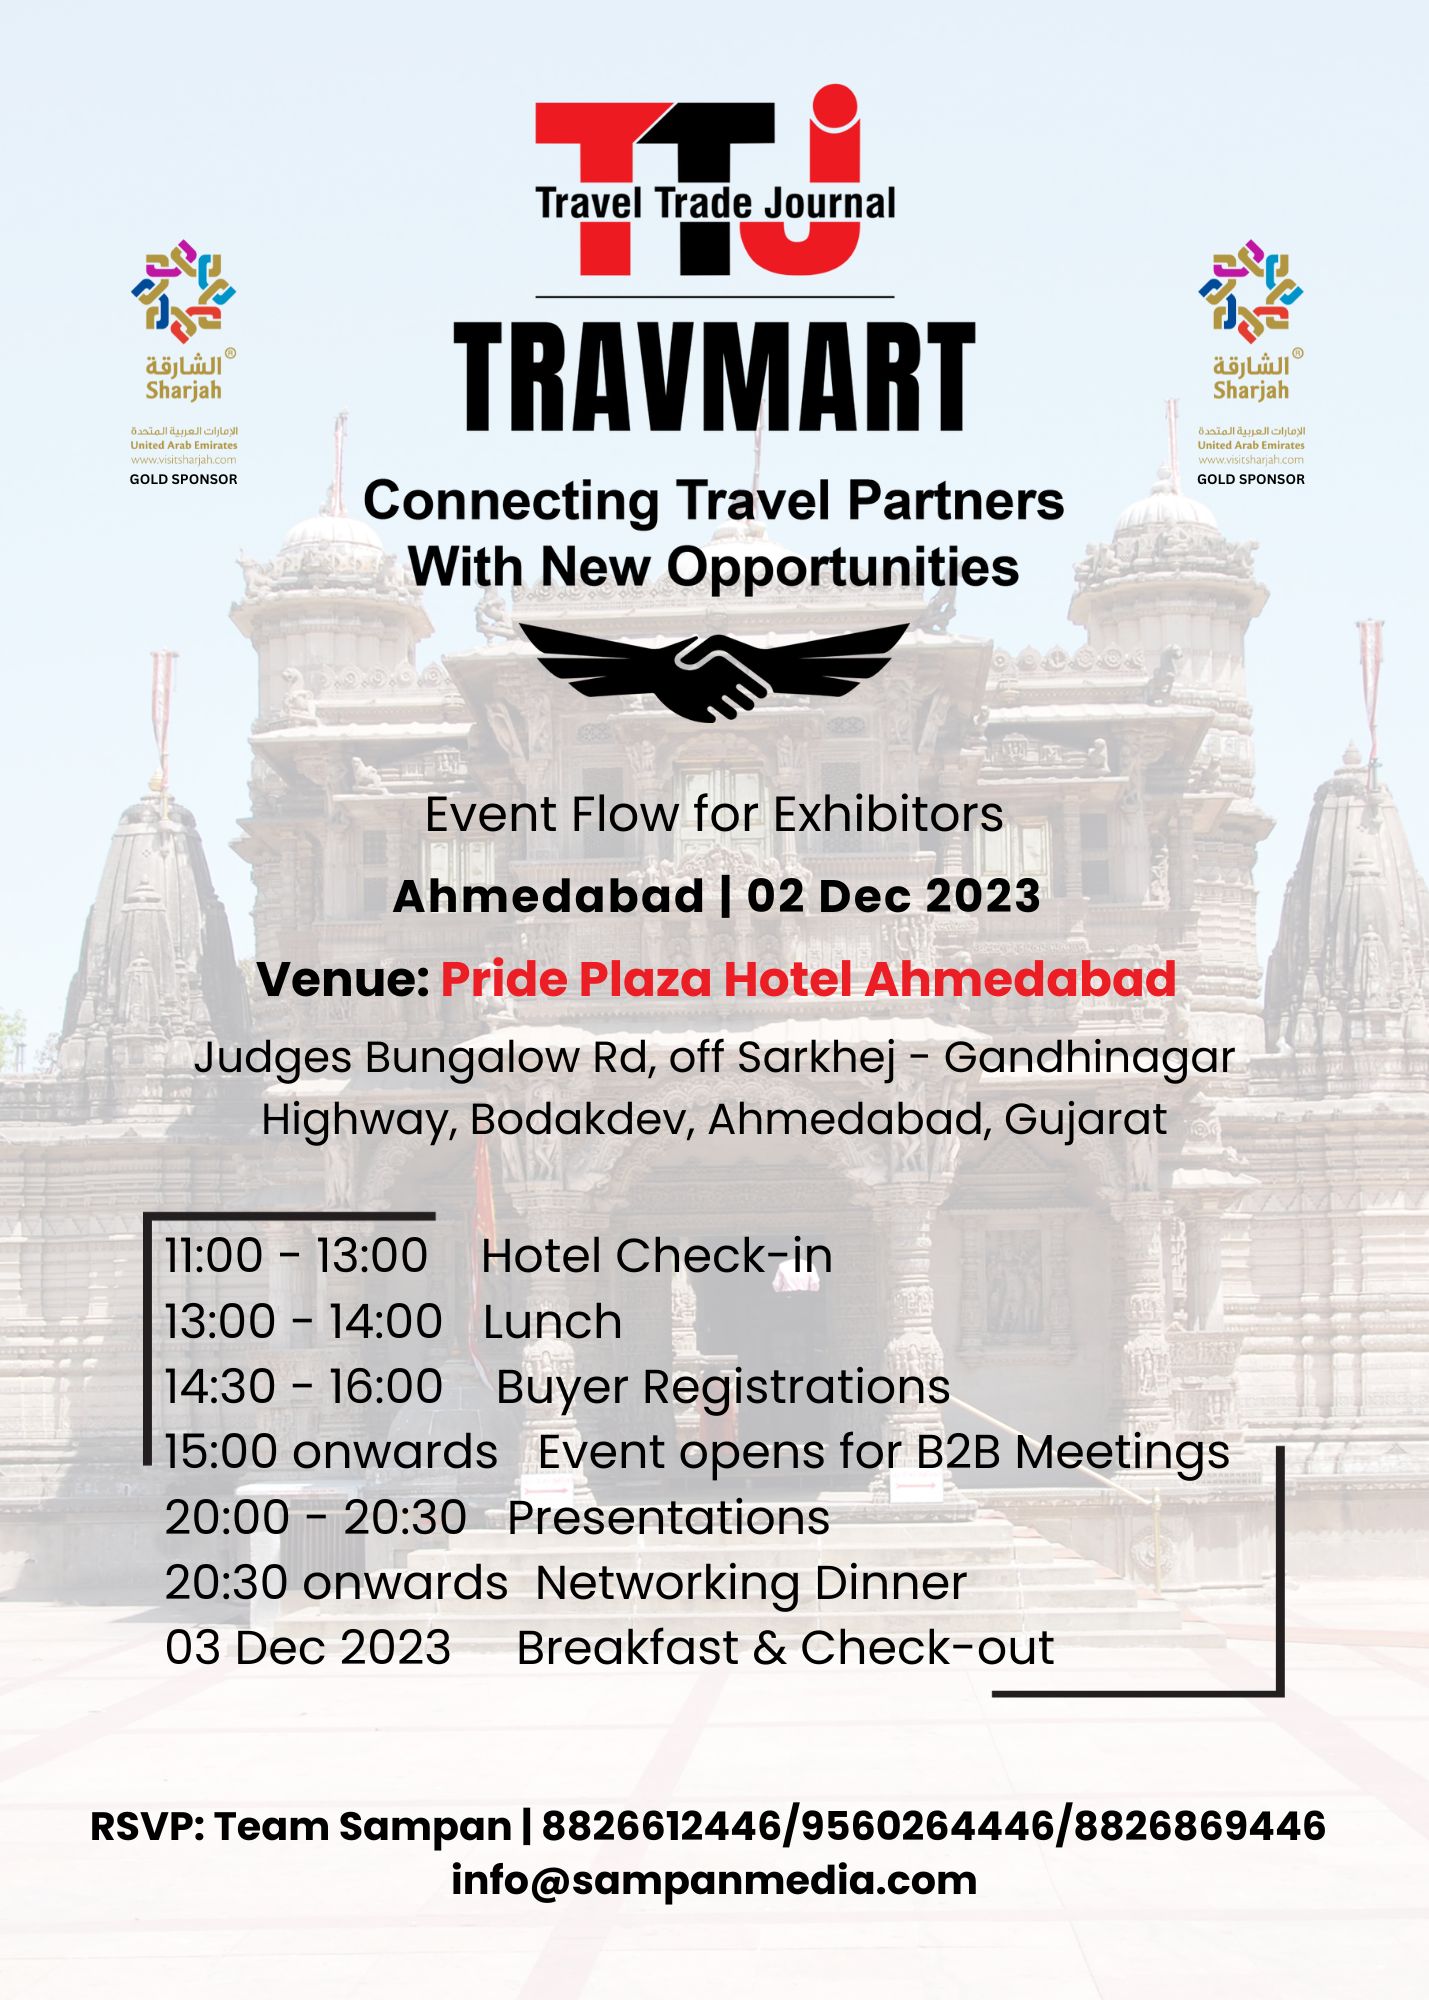 TTJ
Travel Trade Journal
TRAVMART
الشارقة®
Sharjah
الإمارات العربية المتحدة
United Arab Emirates
www.visitsharjah.com
GOLD SPONSOR
الشارقة®
Sharjah
الإمارات العربية المتحدة
United Arab Emirates
www.visitsharjah.com
GOLD SPONSOR
Connecting Travel Partners
With New Opportunities
Event Flow for Exhibitors
Ahmedabad | 02 Dec 2023
Venue: Pride Plaza Hotel Ahmedabad
Judges Bungalow Rd, off Sarkhej - Gandhinagar
Highway, Bodakdev, Ahmedabad, Gujarat
11:00 - 13:00 Hotel Check-in
13:00 - 14:00 Lunch
14:30 - 16:00 Buyer Registrations
15:00 onwards Event opens for B2B Meetings
20:00 - 20:30 Presentations
20:30 onwards Networking Dinner
03 Dec 2023 Breakfast & Check-out
RSVP: Team Sampan | 8826612446/9560264446/8826869446
info@sampanmedia.com